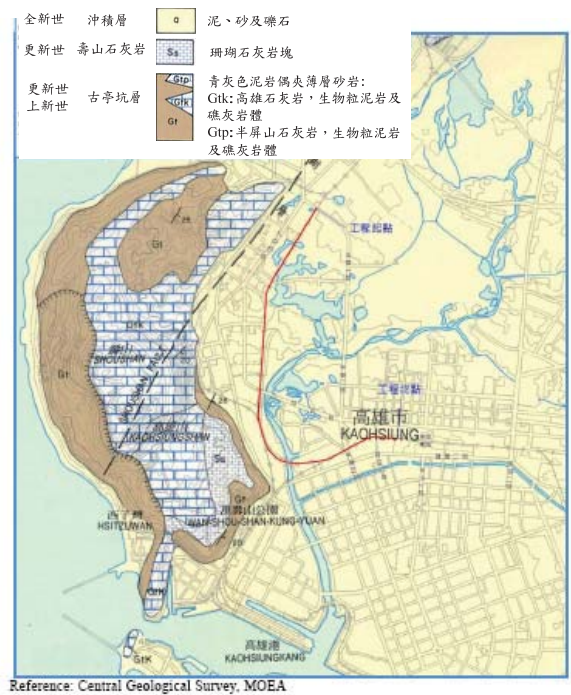 全新世 沖積層 Q 泥、砂及礫石
更新世 壽山石灰岩 Ss 珊瑚石灰岩塊
更新世 上新世 古亭坑層 Gtp Gtk Gt 青灰色泥岩偶夾薄層砂岩:
Gtk:高雄石灰岩，生物粒泥岩及
礁灰岩體
Gtp:半屏山石灰岩，生物粒泥岩
及礁灰岩體
工程起點
Gt
Gtk
壽山
SHOUSHAN
Gt
工程終點
高雄市
KAOHSIUNG
KAOHSIUNGSHAN
Ss
Gt
西子灣
HSITZUWAN
壽山公園
WAN-SHOU-SHAN-KUNG-YUAN
Gtk
高雄港
KAOHSIUNGKANG
GtK
Reference: Central Geological Survey, MOEA